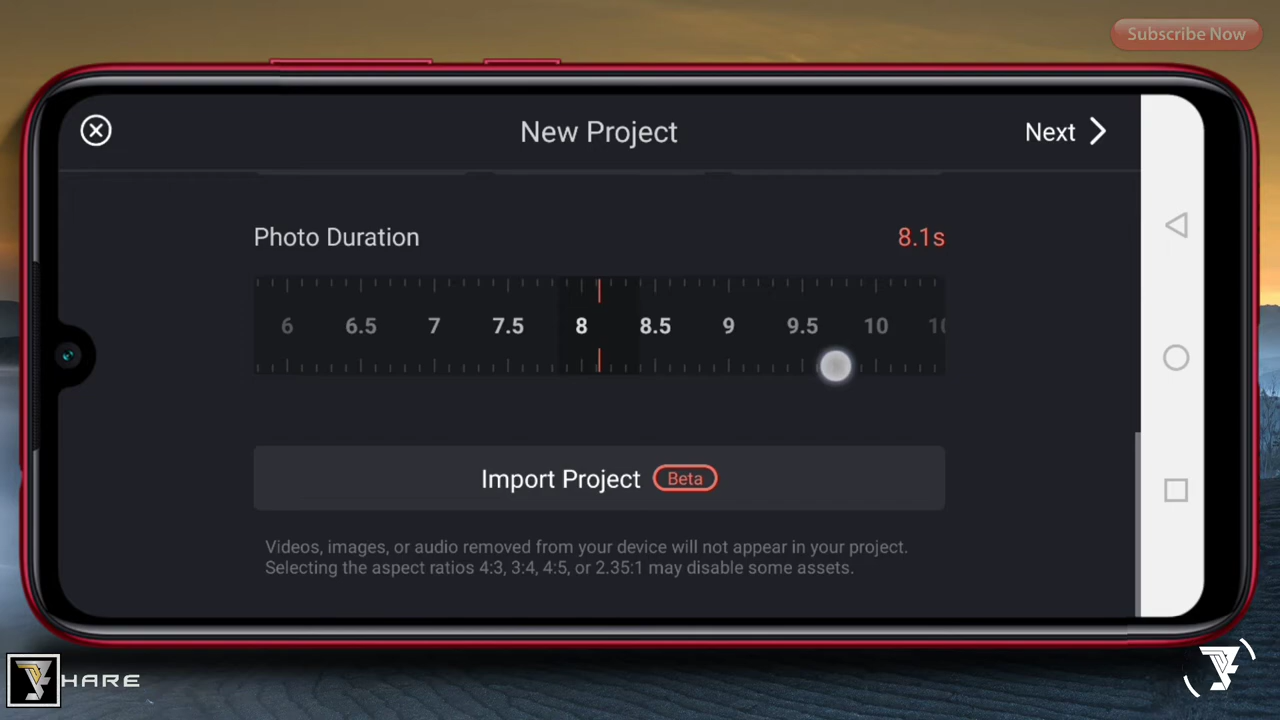 Subscribe Now
New Project
Next
Photo Duration
8.1s
6 6.5 7 7.5 8 8.5 9 9.5 10
Import Project Beta
Videos, images, or audio removed from your device will not appear in your project.
Selecting the aspect ratios 4:3, 3:4, 4:5, or 2.35:1 may disable some assets.
HARE